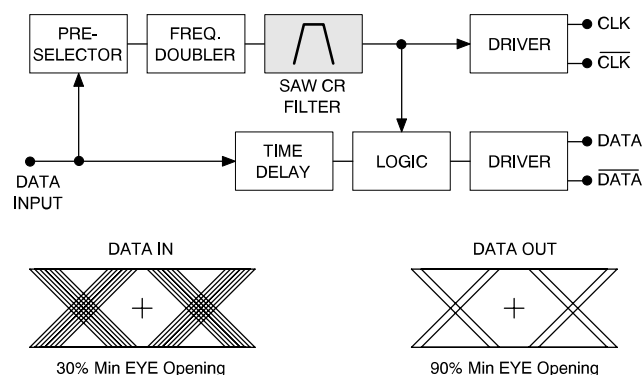 PRE-
SELECTOR
FREQ.
DOUBLER
SAW CR
FILTER
DRIVER
CLK
CLK
TIME
DELAY
LOGIC
DRIVER
DATA
DATA
DATA
INPUT
DATA IN
DATA OUT
30% Min EYE Opening
90% Min EYE Opening